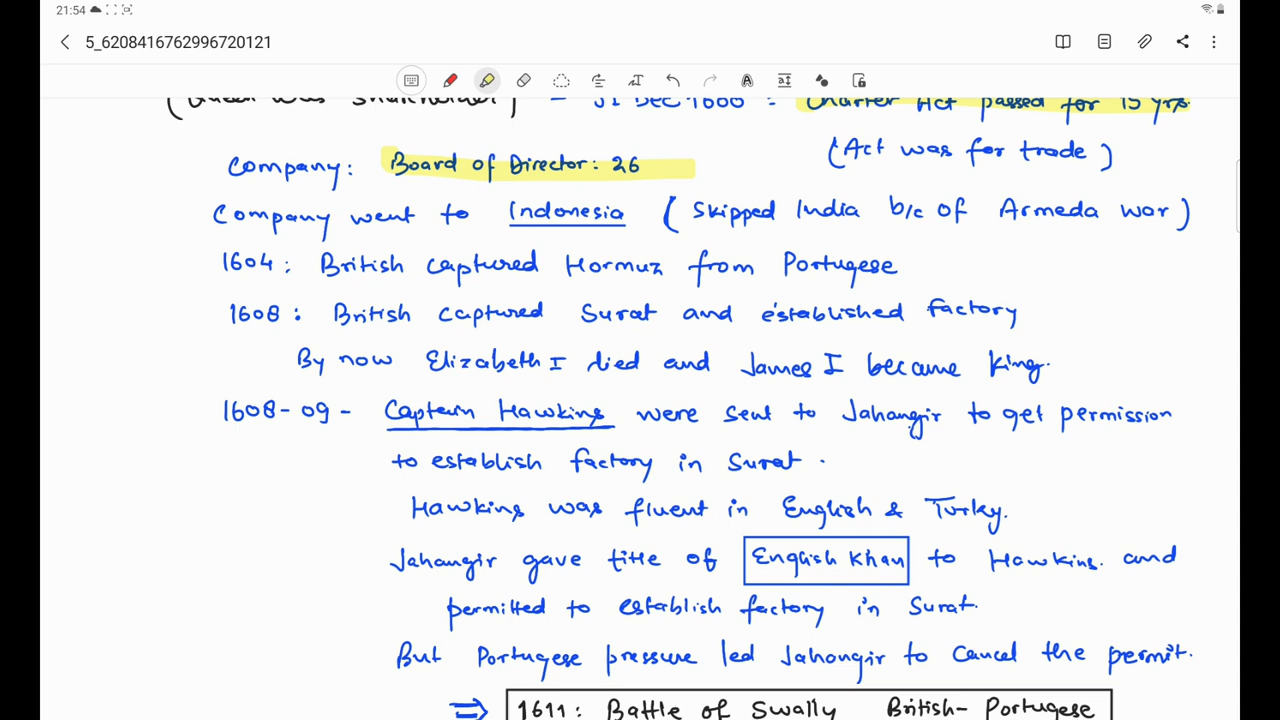 21:54
5_6208416762996720121
(Queen was shareholder) - 31 Dec 1600 : Charter Act passed for 15 yrs.
(Act was for trade)
Company: Board of Director: 26
Company went to Indonesia (Skipped India b/c of Armeda war)
1604: British captured Hormuz from Portugese
1608: British captured Surat and established factory
By now Elizabeth I died and James I became King.
1608-09 - Captain Hawkins were sent to Jahangir to get permission
to establish factory in Surat.
Hawkins was fluent in English & Turky.
Jahangir gave title of English Khan to Hawkins. and
permitted to establish factory in Surat.
But Portugese pressure led Jahangir to cancel the permit.
⇒ 1611: Battle of Swally British-Portugese